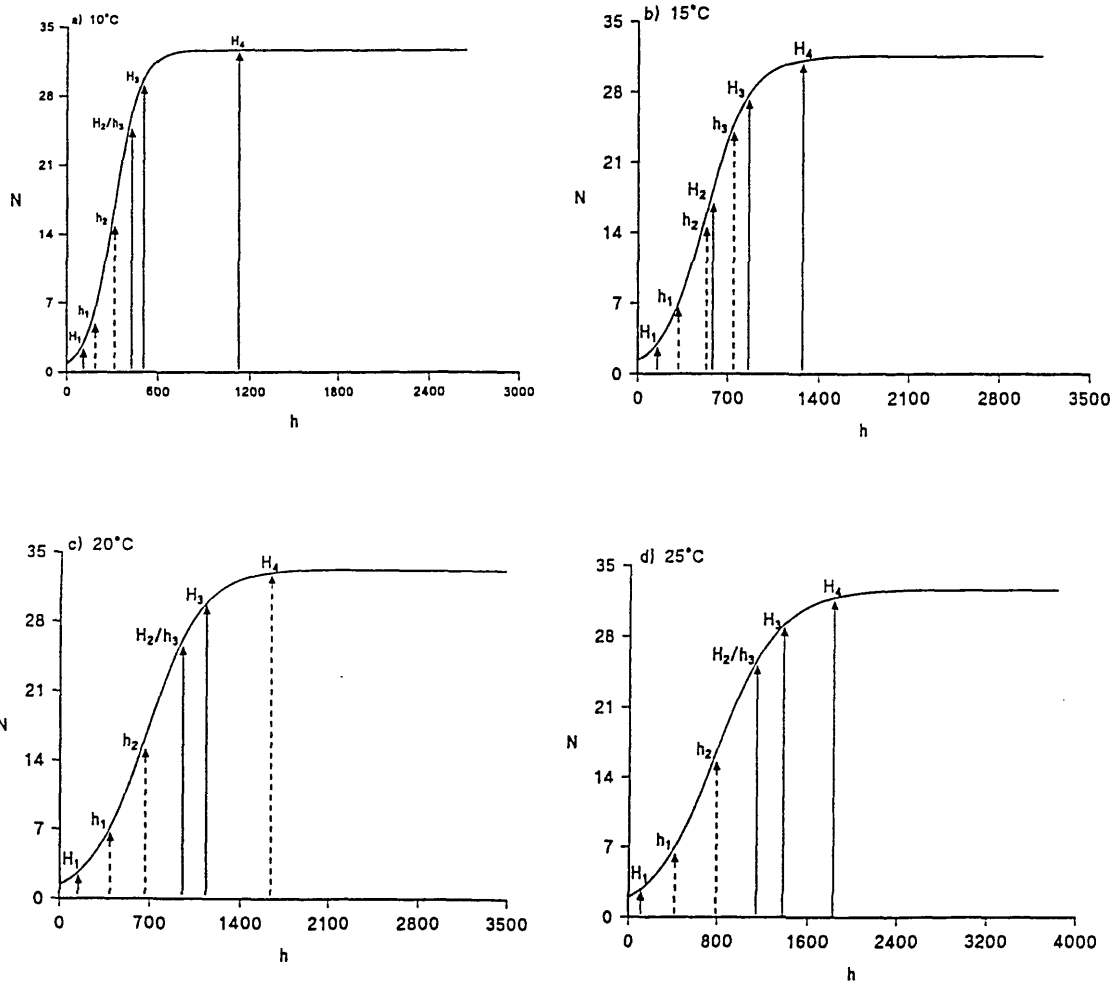 a) 10°C
35
28
21
14
7
0
N
H₁
h₁
h₂
H₂/h₃
H₃
H₄
0 600 1200 1800 2400 3000
h
b) 15°C
35
28
21
14
7
0
N
H₁
h₁
h₂
H₂
h₃
H₃
H₄
0 700 1400 2100 2800 3500
h
c) 20°C
35
28
21
14
7
0
N
H₁
h₁
h₂
H₂/h₃
H₃
H₄
0 700 1400 2100 2800 3500
h
d) 25°C
35
28
21
14
7
0
N
H₁
h₁
h₂
H₂/h₃
H₃
H₄
0 800 1600 2400 3200 4000
h